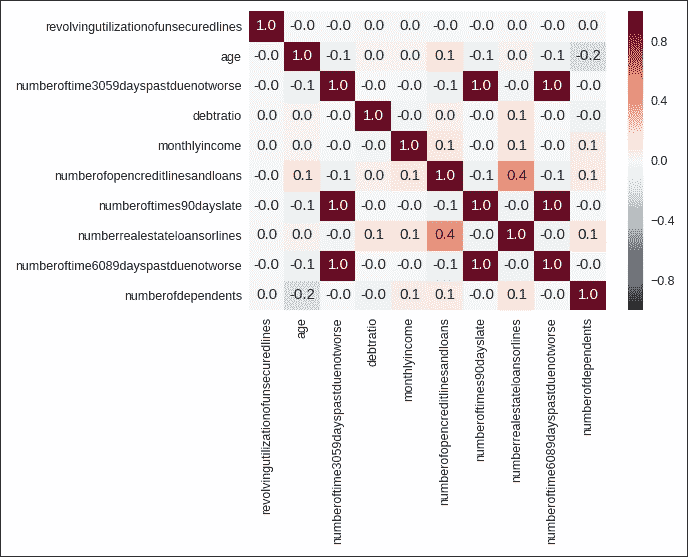 revolvingutilizationofunsecuredlines 1.0 -0.0 -0.0 0.0 0.0 -0.0 -0.0 0.0 -0.0 0.0
age -0.0 1.0 -0.1 0.0 0.0 0.1 -0.1 0.0 -0.1 -0.2
numberoftime3059dayspastduenotworse -0.0 -0.1 1.0 -0.0 -0.0 -0.1 1.0 -0.0 1.0 -0.0
debtratio 0.0 0.0 -0.0 1.0 -0.0 0.0 -0.0 0.1 -0.0 -0.0
monthlyincome 0.0 0.0 -0.0 -0.0 1.0 0.1 -0.0 0.1 -0.0 0.1
numberofopencreditlinesandloans -0.0 0.1 -0.1 0.0 0.1 1.0 -0.1 0.4 -0.1 0.1
numberoftimes90dayslate -0.0 -0.1 1.0 -0.0 -0.0 -0.1 1.0 -0.0 1.0 -0.0
numberrealestateloansorlines 0.0 0.0 -0.0 0.1 0.1 0.4 -0.0 1.0 -0.0 0.1
numberoftime6089dayspastduenotworse -0.0 -0.1 1.0 -0.0 -0.0 -0.1 1.0 -0.0 1.0 -0.0
numberofdependents 0.0 -0.2 -0.0 -0.0 0.1 0.1 -0.0 0.1 -0.0 1.0
revolvingutilizationofunsecuredlines
age
numberoftime3059dayspastduenotworse
debtratio
monthlyincome
numberofopencreditlinesandloans
numberoftimes90dayslate
numberrealestateloansorlines
numberoftime6089dayspastduenotworse
numberofdependents
0.8
0.4
0.0
−0.4
−0.8